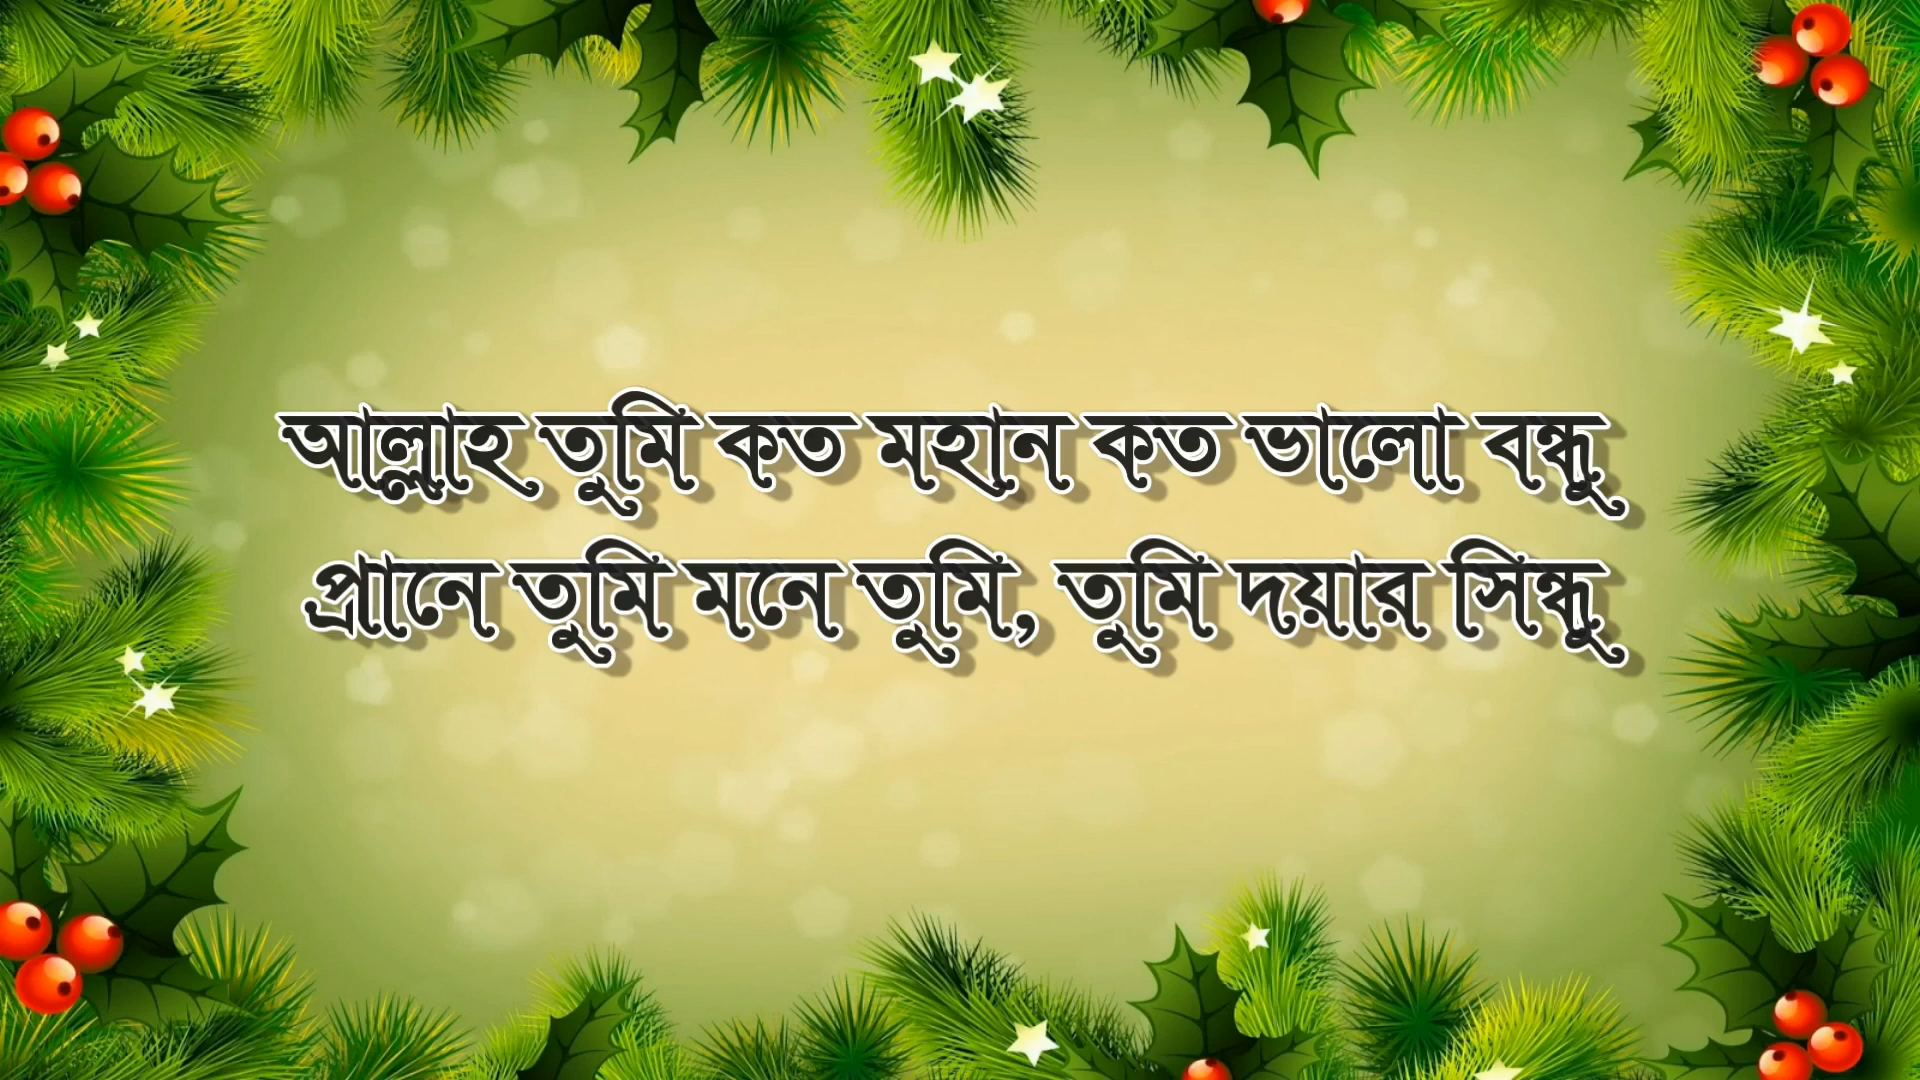 আল্লাহ তুমি কত মহান কত ভালো বন্ধু
প্রানে তুমি মনে তুমি, তুমি দয়ার সিন্ধু